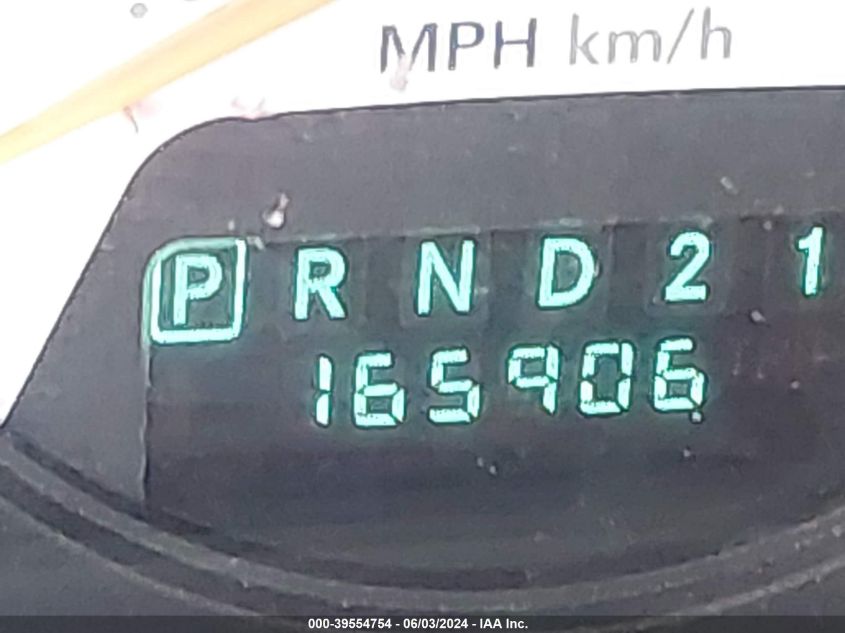 MPH km/h
P R N D 2 1
165906
000-39554754 - 06/03/2024 - IAA Inc.